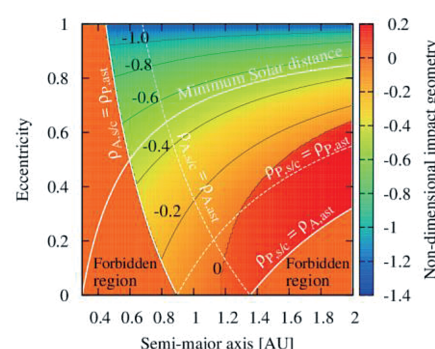 Eccentricity
1
0.8
0.6
0.4
0.2
0
0.4 0.6 0.8 1 1.2 1.4 1.6 1.8 2
Semi-major axis [AU]
-1.0
-0.8
-0.6
-0.4
-0.2
0
ρA,s/c = ρP,ast
Minimum Solar distance
ρA,s/c = ρA,ast
ρP,s/c = ρP,ast
ρP,s/c = ρA,ast
Forbidden
region
Forbidden
region
0.2
0
-0.2
-0.4
-0.6
-0.8
-1
-1.2
-1.4
Non-dimensional impact geometry